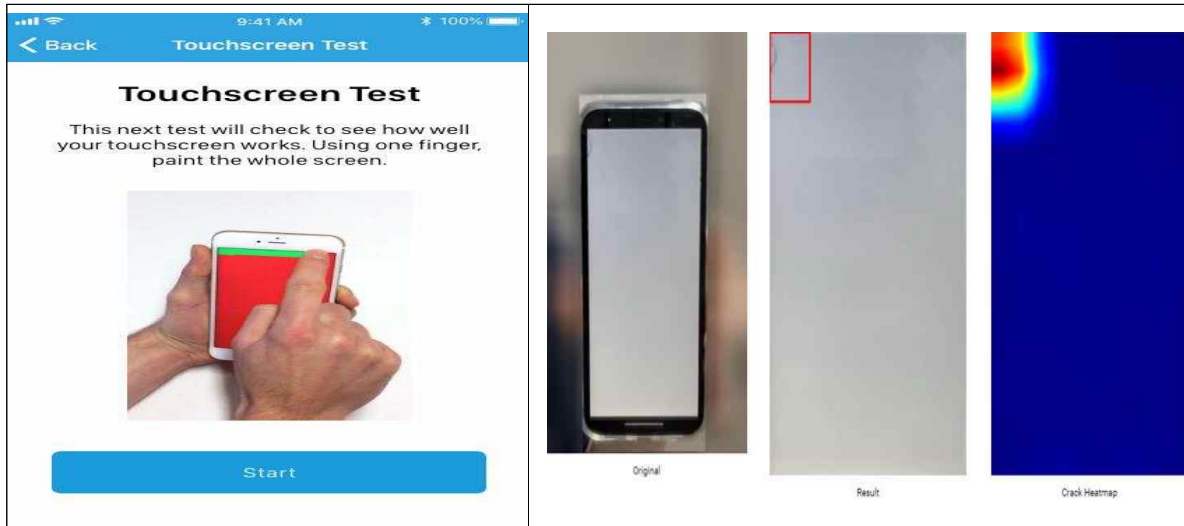 9:41 AM
100%
Back
Touchscreen Test
Touchscreen Test
This next test will check to see how well
your touchscreen works. Using one finger,
paint the whole screen.
Start
Original
Result
Crack Heatmap